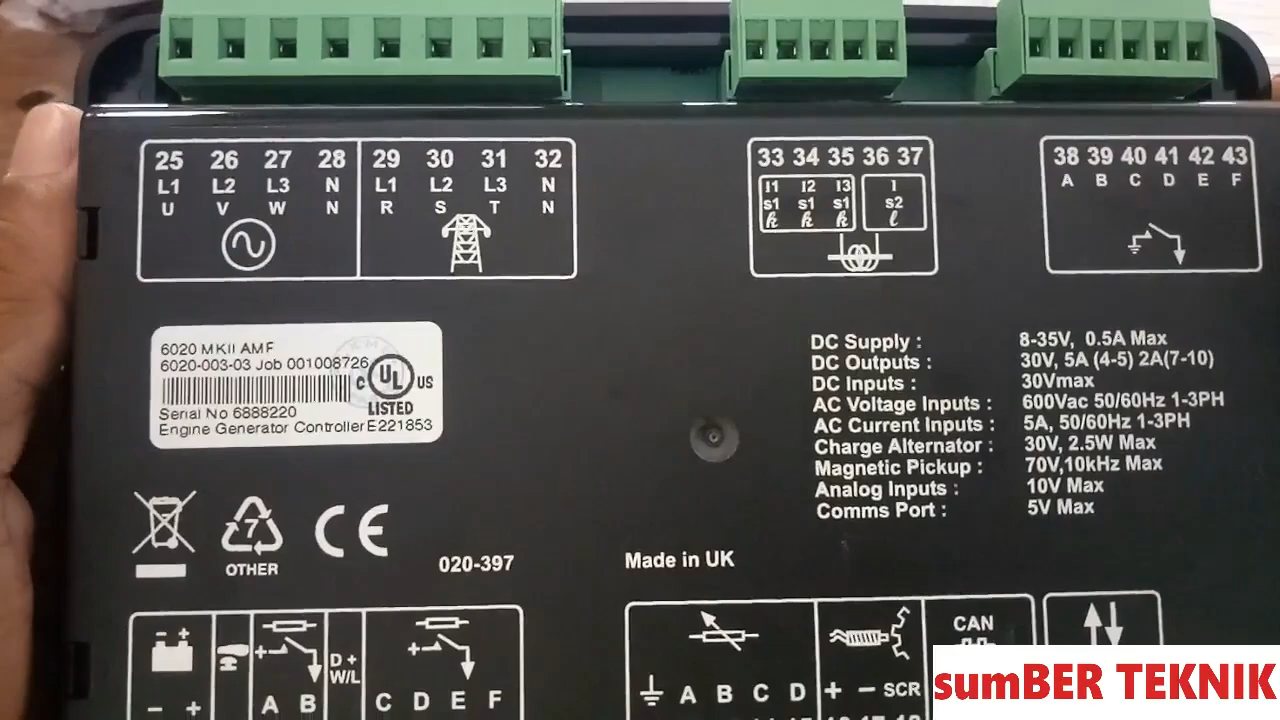 25 26 27 28 29 30 31 32
L1 L2 L3 N L1 L2 L3 N
U V W N R S T N
33 34 35 36 37
I1 I2 I3 I
s1 s1 s1 s2
k k k ℓ
38 39 40 41 42 43
A B C D E F
6020 MKII AMF
6020-003-03 Job 001008726
C UL US
LISTED
Serial No 6888220
Engine Generator Controller E221853
DC Supply : 8-35V, 0.5A Max
DC Outputs : 30V, 5A (4-5) 2A(7-10)
DC Inputs : 30Vmax
AC Voltage Inputs : 600Vac 50/60Hz 1-3PH
AC Current Inputs : 5A, 50/60Hz 1-3PH
Charge Alternator : 30V, 2.5W Max
Magnetic Pickup : 70V,10kHz Max
Analog Inputs : 10V Max
Comms Port : 5V Max
7
OTHER
CE
020-397
Made in UK
- +
D+
W/L
- + A B C D E F
CAN
A B C D + - SCR
sumBER TEKNIK